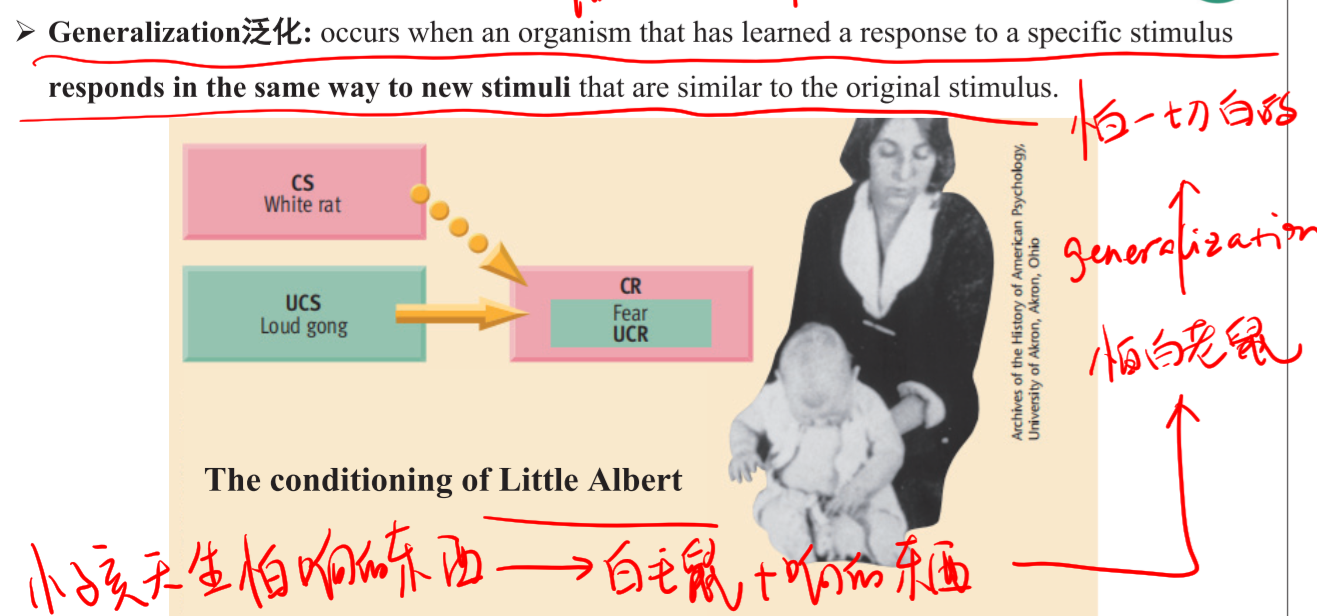 ➢ Generalization泛化: occurs when an organism that has learned a response to a specific stimulus
responds in the same way to new stimuli that are similar to the original stimulus.
怕一切白的
CS
White rat
generalization
UCS
Loud gong
CR
Fear
UCR
怕白老鼠
Archives of the History of American Psychology,
University of Akron, Akron, Ohio
The conditioning of Little Albert
小孩天生怕响的东西 → 白毛鼠 + 响的东西